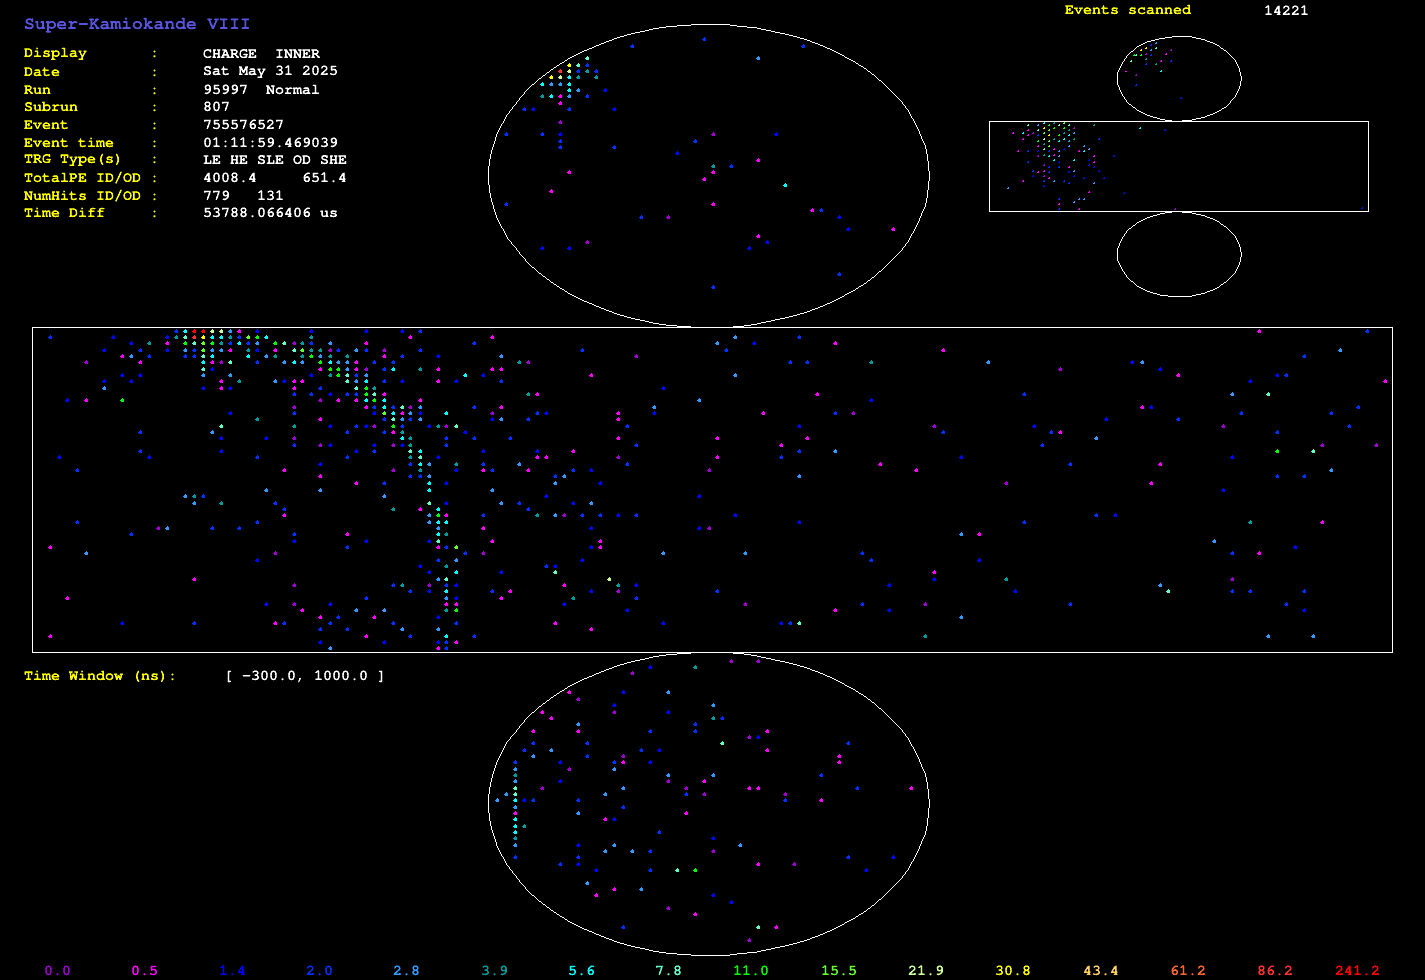 Super-Kamiokande VIII
Events scanned 14221
Display : CHARGE INNER
Date : Sat May 31 2025
Run : 95997 Normal
Subrun : 807
Event : 755576527
Event time : 01:11:59.469039
TRG Type(s) : LE HE SLE OD SHE
TotalPE ID/OD : 4008.4 651.4
NumHits ID/OD : 779 131
Time Diff : 53788.066406 us
Time Window (ns): [ -300.0, 1000.0 ]
0.0 0.5 1.4 2.0 2.8 3.9 5.6 7.8 11.0 15.5 21.9 30.8 43.4 61.2 86.2 241.2